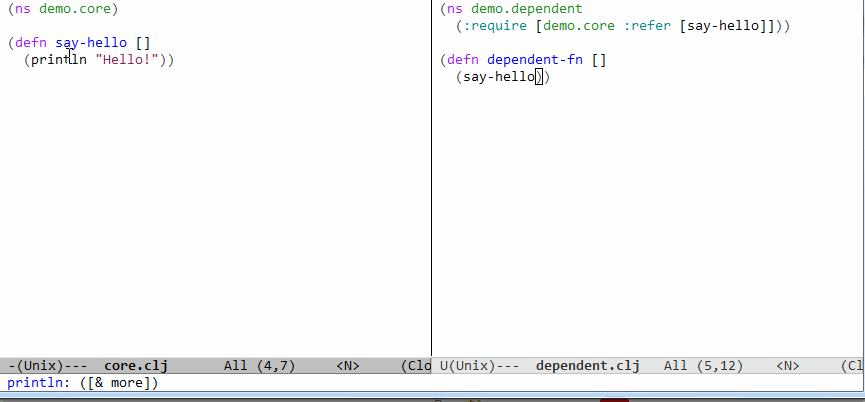 (ns demo.core)
(defn say-hello []
  (println "Hello!"))
-(Unix)---  core.clj       All (4,7)     <N>     (Clo
(ns demo.dependent
  (:require [demo.core :refer [say-hello]]))
(defn dependent-fn []
  (say-hello))
U(Unix)---  dependent.clj   All (5,12)    <N>     (Cl
println: ([& more])